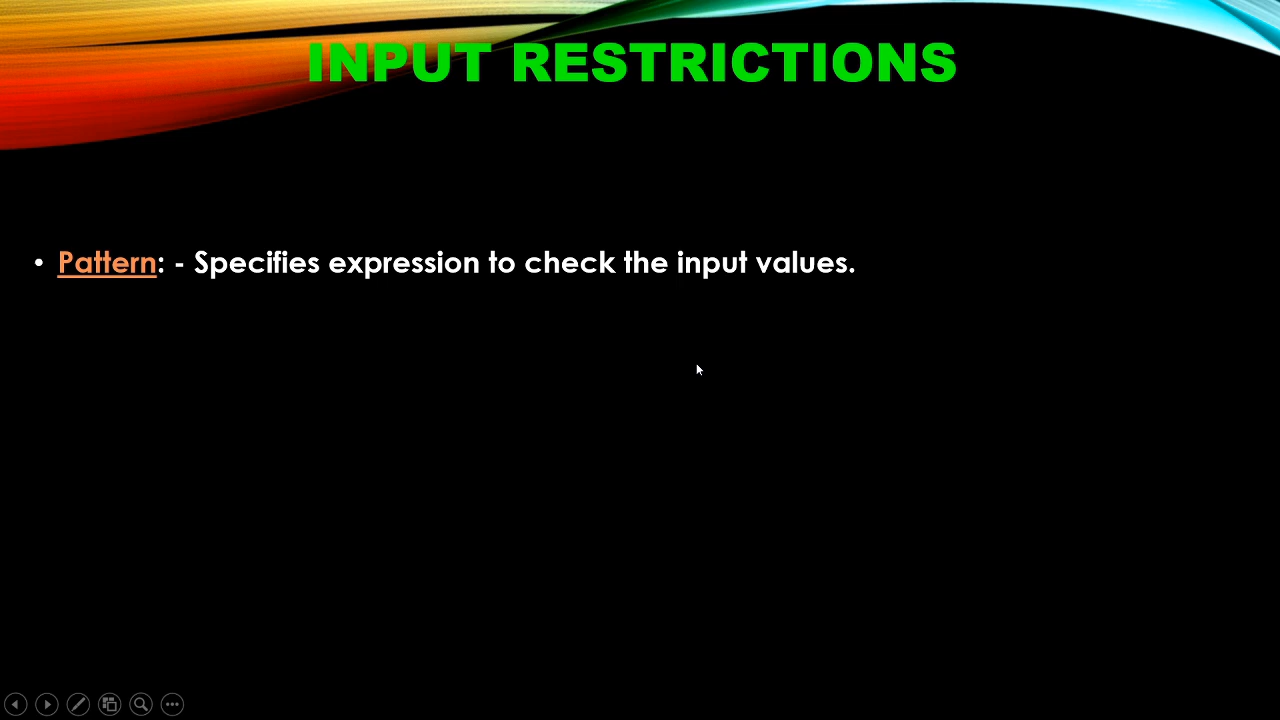 INPUT RESTRICTIONS
• Pattern: - Specifies expression to check the input values.